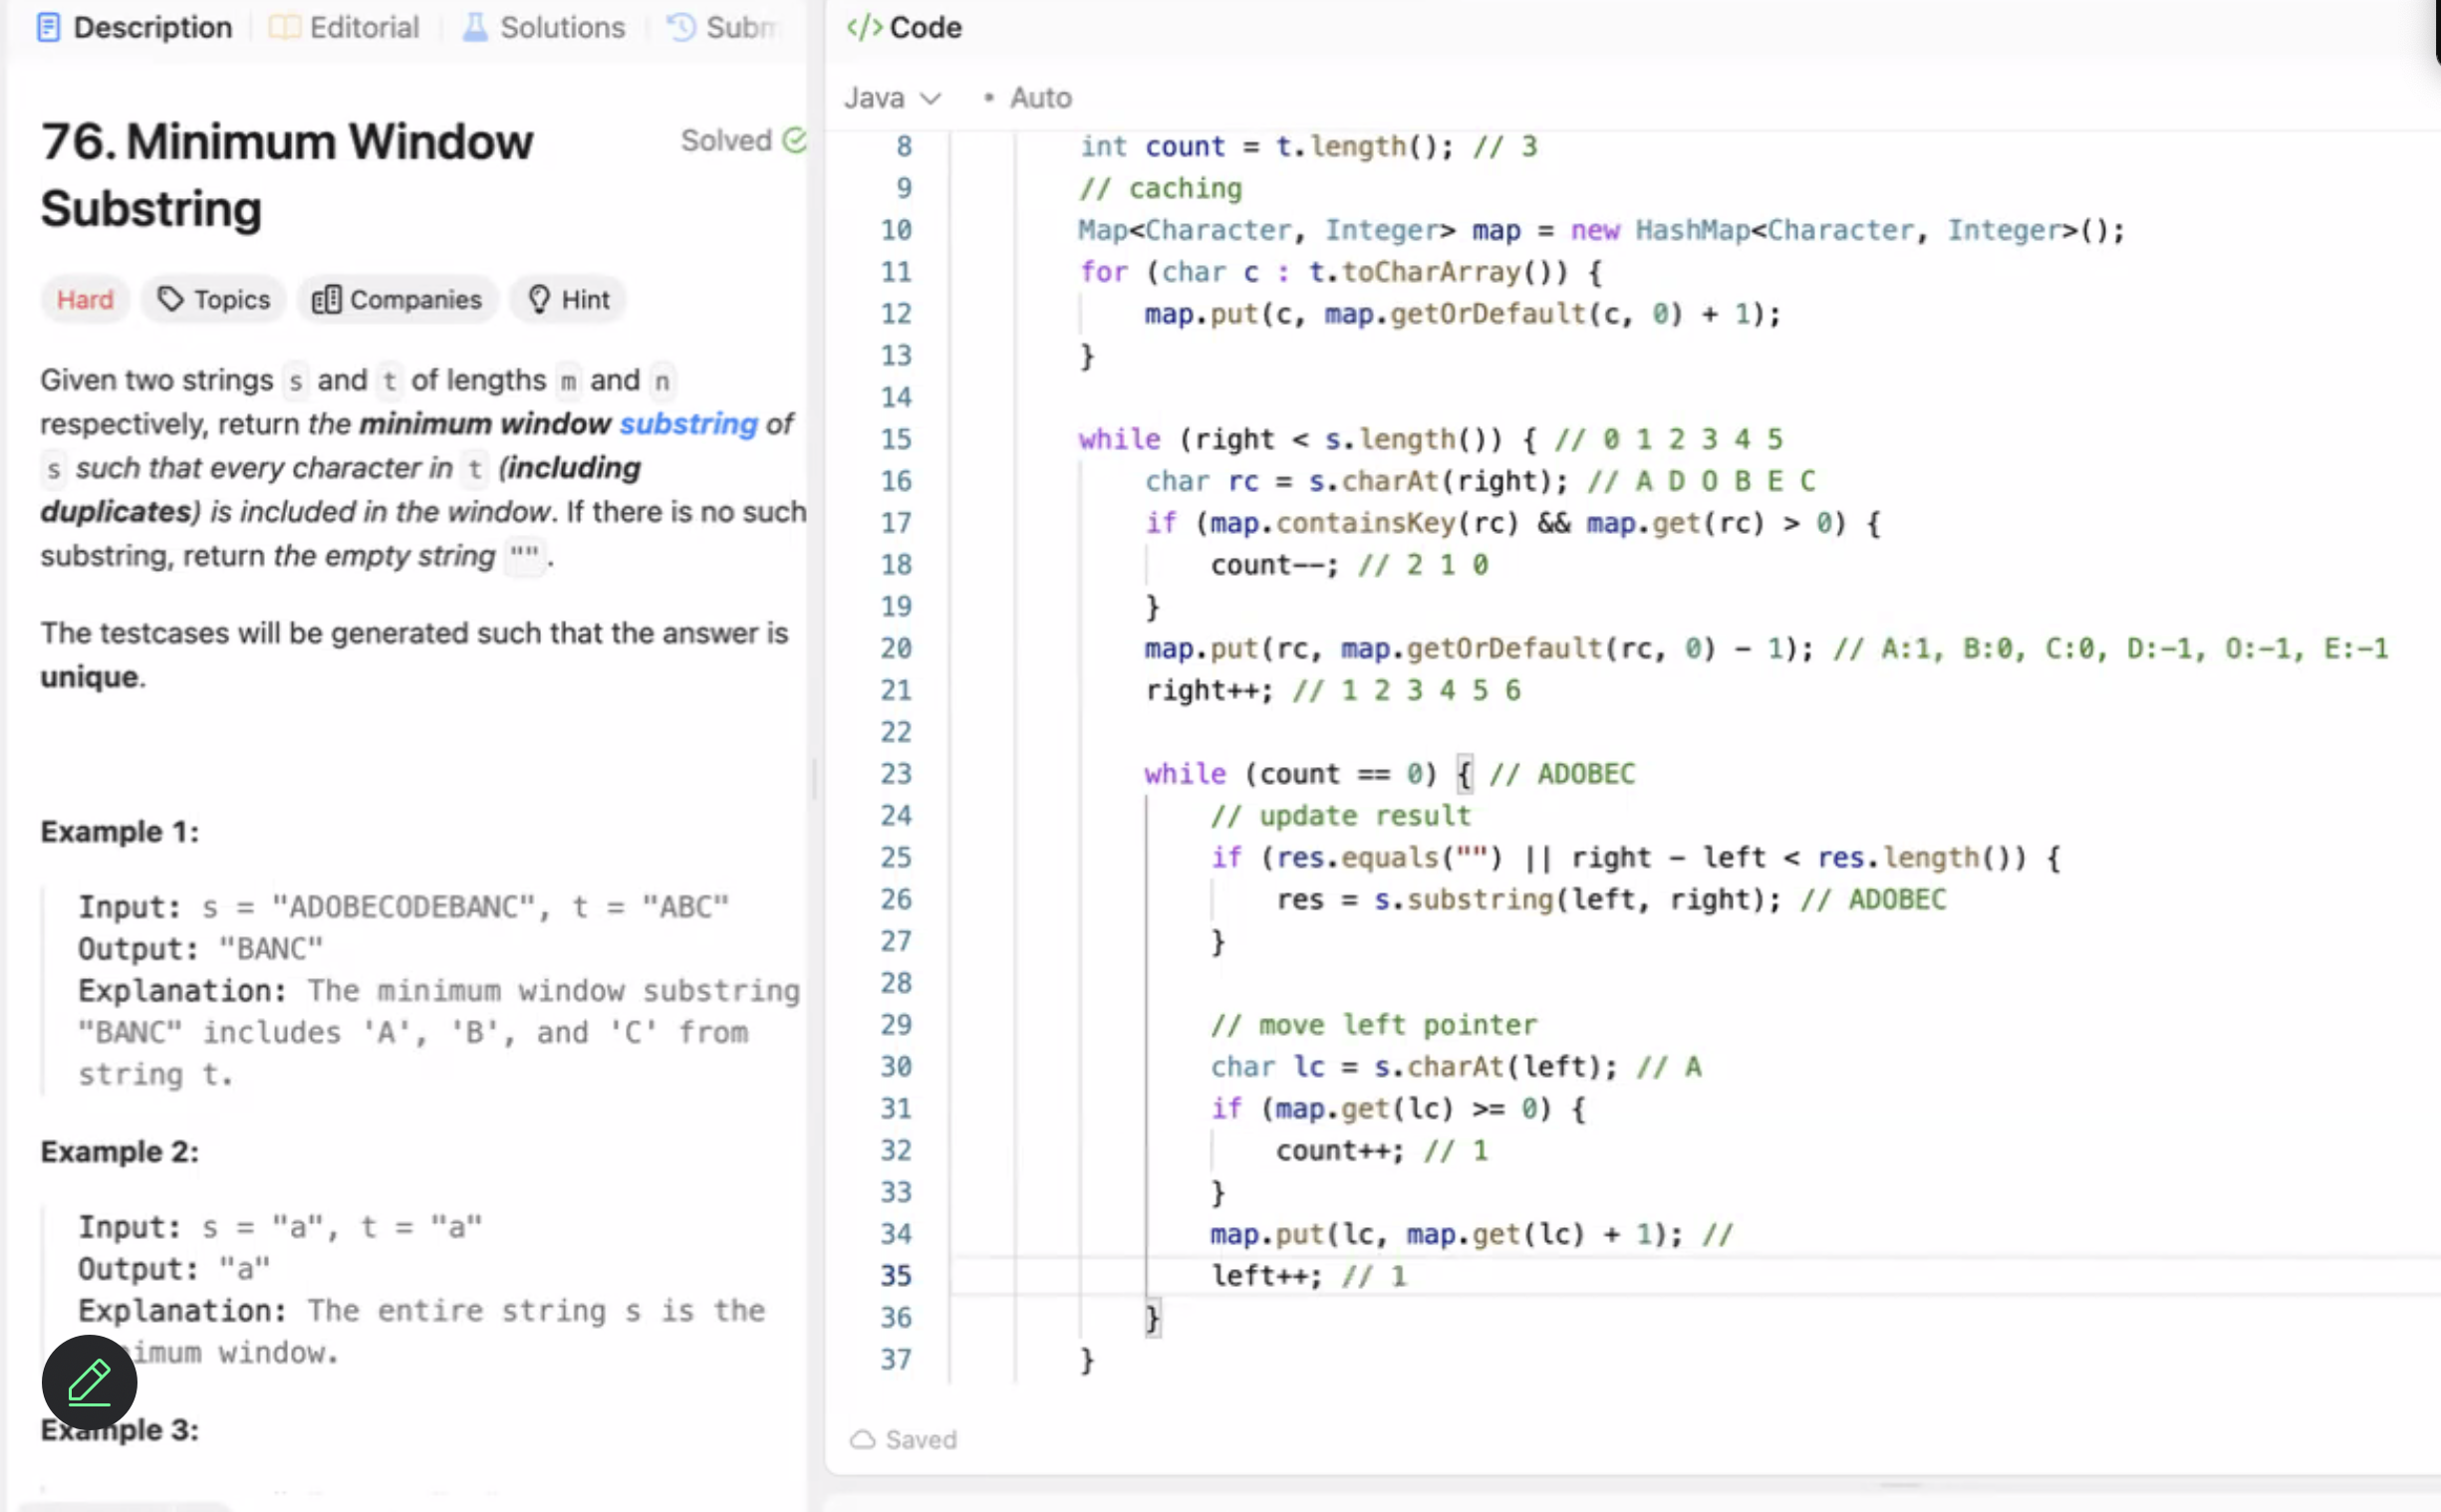 Description
Editorial
Solutions
Subm
76. Minimum Window
Substring
Solved
Hard
Topics
Companies
Hint
Given two strings s and t of lengths m and n
respectively, return the minimum window substring of
s such that every character in t (including
duplicates) is included in the window. If there is no such
substring, return the empty string "".
The testcases will be generated such that the answer is
unique.
Example 1:
Input: s = "ADOBECODEBANC", t = "ABC"
Output: "BANC"
Explanation: The minimum window substring
"BANC" includes 'A', 'B', and 'C' from
string t.
Example 2:
Input: s = "a", t = "a"
Output: "a"
Explanation: The entire string s is the
imum window.
Example 3:
</> Code
Java
• Auto
8 int count = t.length(); // 3
9 // caching
10 Map<Character, Integer> map = new HashMap<Character, Integer>();
11 for (char c : t.toCharArray()) {
12 map.put(c, map.getOrDefault(c, 0) + 1);
13 }
14
15 while (right < s.length()) { // 0 1 2 3 4 5
16 char rc = s.charAt(right); // A D O B E C
17 if (map.containsKey(rc) && map.get(rc) > 0) {
18 count--; // 2 1 0
19 }
20 map.put(rc, map.getOrDefault(rc, 0) - 1); // A:1, B:0, C:0, D:-1, O:-1, E:-1
21 right++; // 1 2 3 4 5 6
22
23 while (count == 0) { // ADOBEC
24 // update result
25 if (res.equals("") || right - left < res.length()) {
26 res = s.substring(left, right); // ADOBEC
27 }
28
29 // move left pointer
30 char lc = s.charAt(left); // A
31 if (map.get(lc) >= 0) {
32 count++; // 1
33 }
34 map.put(lc, map.get(lc) + 1); //
35 left++; // 1
36 }
37 }
Saved